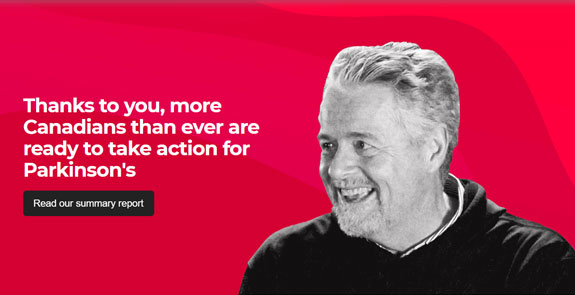 Thanks to you, more
Canadians than ever are
ready to take action for
Parkinson's
Read our summary report